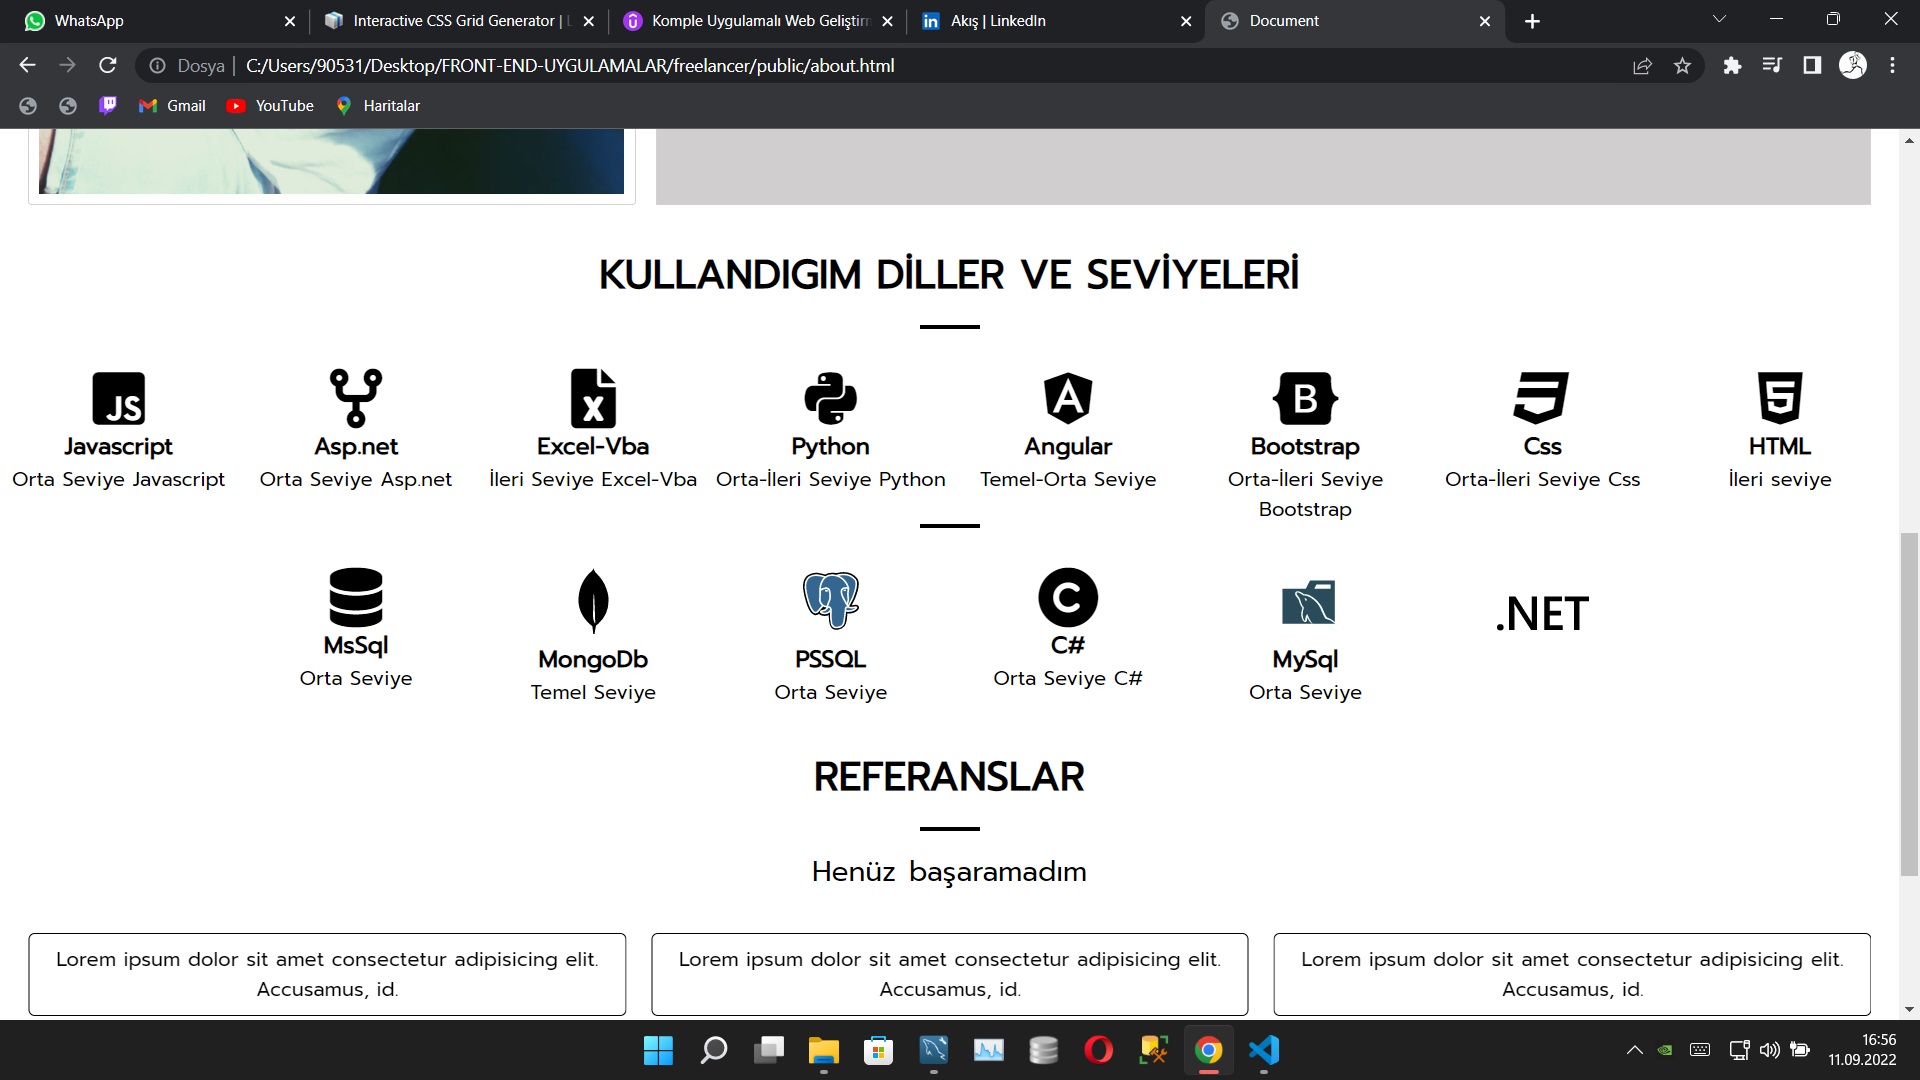 WhatsApp
Interactive CSS Grid Generator | L
Komple Uygulamalı Web Geliştirm
Akış | LinkedIn
Document
Dosya
C:/Users/90531/Desktop/FRONT-END-UYGULAMALAR/freelancer/public/about.html
Gmail
YouTube
Haritalar
KULLANDIGIM DİLLER VE SEVİYELERİ
JS
X
A
B
5
Javascript
Asp.net
Excel-Vba
Python
Angular
Bootstrap
Css
HTML
Orta Seviye Javascript
Orta Seviye Asp.net
İleri Seviye Excel-Vba
Orta-İleri Seviye Python
Temel-Orta Seviye
Orta-İleri Seviye
Bootstrap
Orta-İleri Seviye Css
İleri seviye
C
.NET
MsSql
Orta Seviye
MongoDb
Temel Seviye
PSSQL
Orta Seviye
C#
Orta Seviye C#
MySql
Orta Seviye
REFERANSLAR
Henüz başaramadım
Lorem ipsum dolor sit amet consectetur adipisicing elit.
Accusamus, id.
Lorem ipsum dolor sit amet consectetur adipisicing elit.
Accusamus, id.
Lorem ipsum dolor sit amet consectetur adipisicing elit.
Accusamus, id.
16:56
11.09.2022